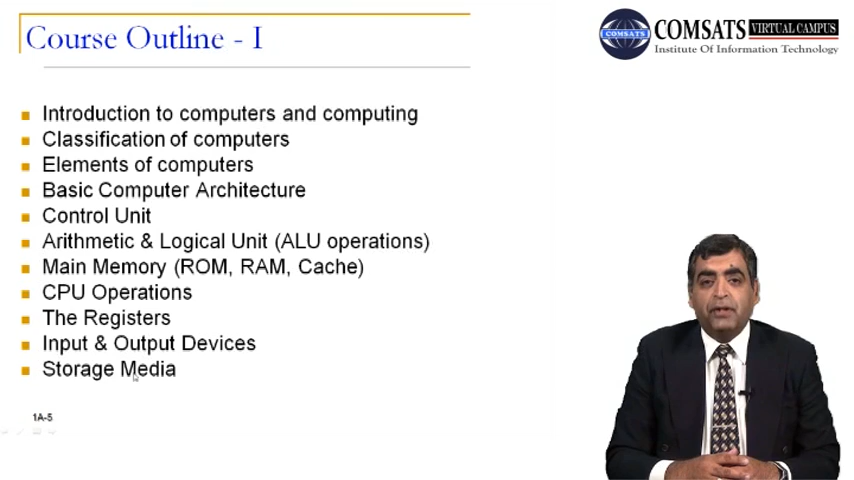 Course Outline - I
COMSATS VIRTUAL CAMPUS
COMSATS
Institute Of Information Technology
Introduction to computers and computing
Classification of computers
Elements of computers
Basic Computer Architecture
Control Unit
Arithmetic & Logical Unit (ALU operations)
Main Memory (ROM, RAM, Cache)
CPU Operations
The Registers
Input & Output Devices
Storage Media
1A-5